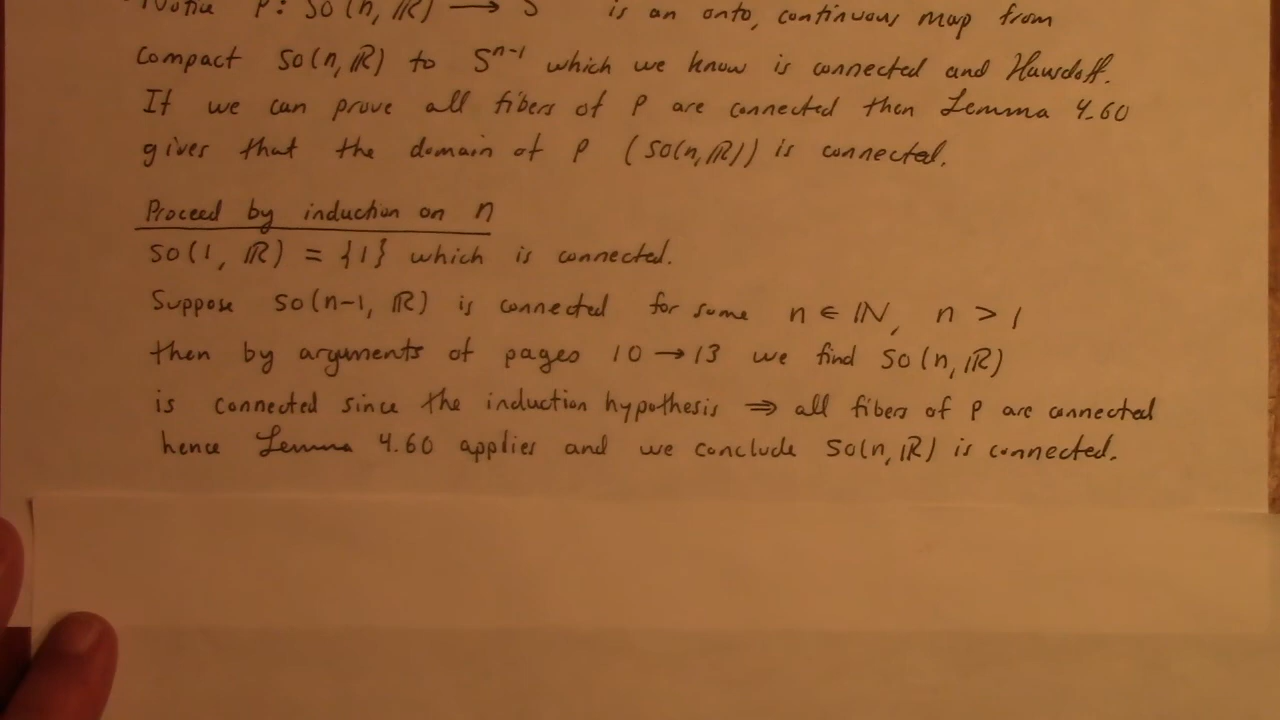 Notice P: SO(n, ℝ) ⟶ S is an onto, continuous map from
compact SO(n, ℝ) to Sⁿ⁻¹ which we know is connected and Hausdoff.
If we can prove all fibers of P are connected then Lemma 4.60
gives that the domain of P (SO(n, ℝ)) is connected.
Proceed by induction on n
SO(1, ℝ) = {1} which is connected.
Suppose SO(n-1, ℝ) is connected for some n ∈ ℕ, n > 1
then by arguments of pages 10 → 13 we find SO(n, ℝ)
is connected since the induction hypothesis ⇒ all fibers of P are connected
hence Lemma 4.60 applies and we conclude SO(n, ℝ) is connected.